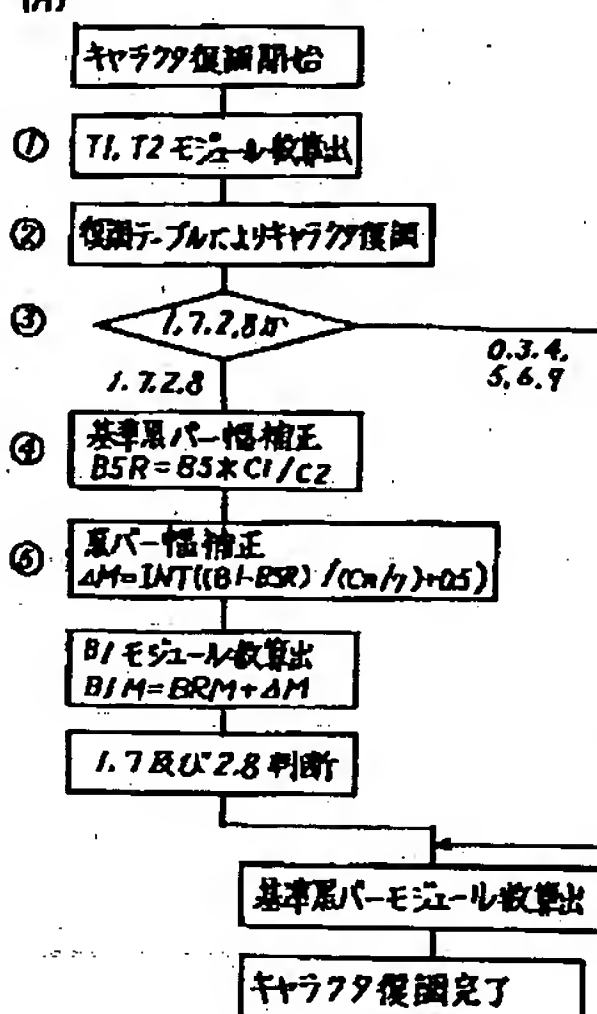 (A)
キャラクタ復調開始
① T1, T2 モジュール数算出
② 復調テーブルによりキャラクタ復調
③ 1,7,2,8か
0.3.4,
5,6.9
1.7.2.8
④ 基準黒バー幅補正
BSR=BS*C1/C2
⑤ 黒バー幅補正
ΔM=INT((B1-BSR)/(Cn/7)+0.5)
B1モジュール数算出
B1M=BRM+ΔM
1.7及び2.8判断
基準黒バーモジュール数算出
キャラクタ復調完了